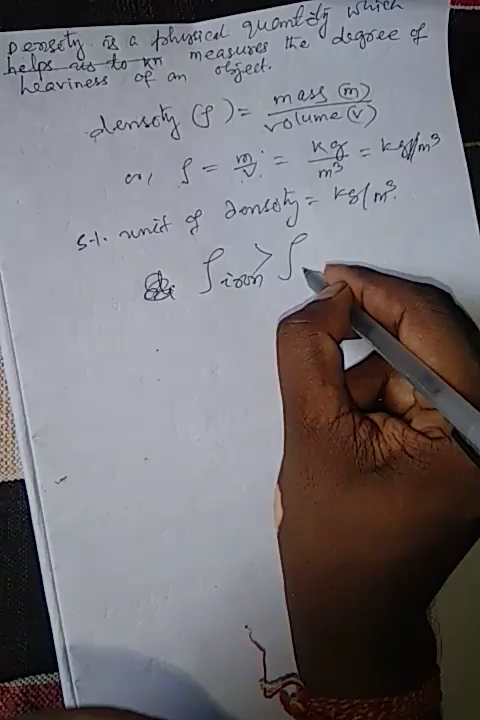 Density is a physical quantity which
helps us to kn measures the degree of
heaviness of an object.
density (ρ) = mass (m) / volume (v)
or, ρ = m/v = kg/m³ = kg/m³
S.I. unit of density = kg/m³.
ρ iron > ρ